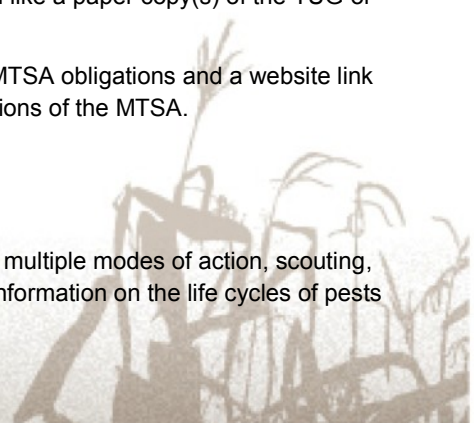 like a paper copy(s) of the TUG or
MTSA obligations and a website link
ions of the MTSA.
multiple modes of action, scouting,
nformation on the life cycles of pests